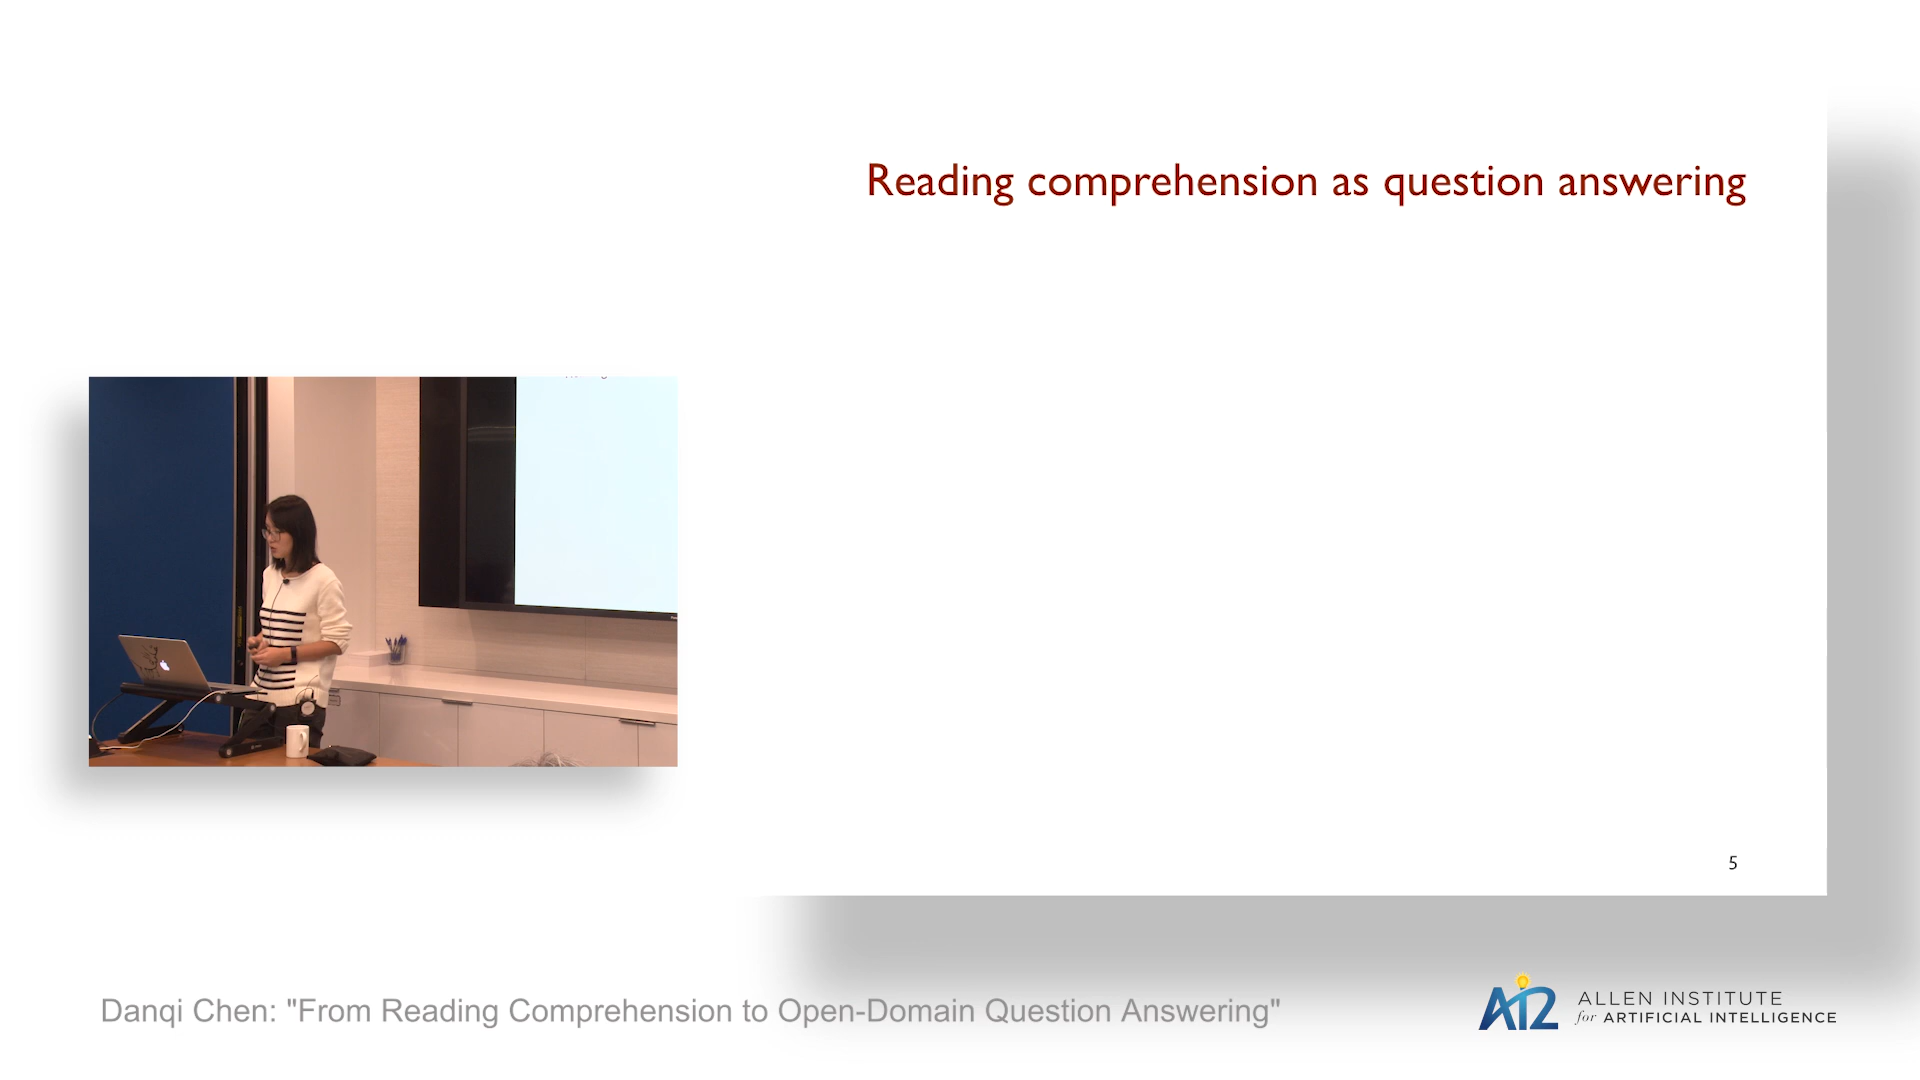 Reading comprehension as question answering
5
Danqi Chen: "From Reading Comprehension to Open-Domain Question Answering"
AI2
ALLEN INSTITUTE
for ARTIFICIAL INTELLIGENCE